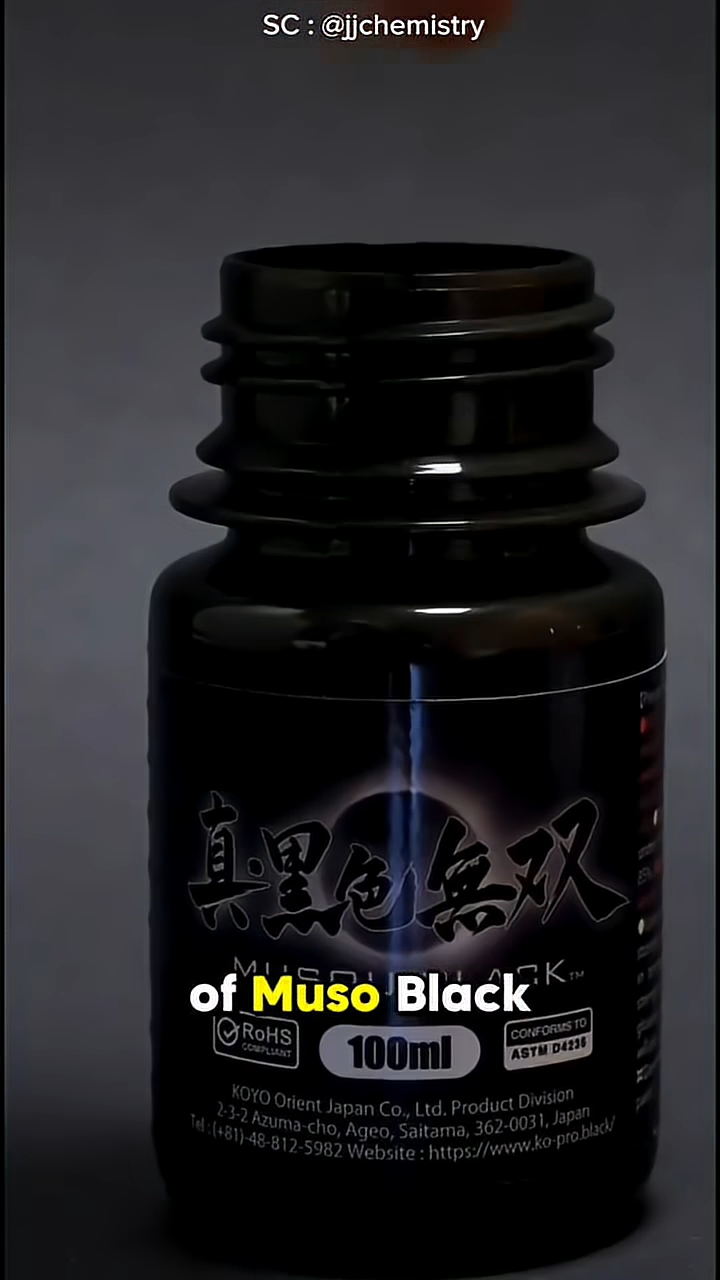 SC : @jjchemistry
真·黒色無双
MUSOU BLACK™
of Muso Black
RoHS
COMPLIANT
100ml
CONFORMS TO
ASTM D4236
KOYO Orient Japan Co., Ltd. Product Division
2-3-2 Azuma-cho, Ageo, Saitama, 362-0031, Japan
Tel : (+81)-48-812-5982 Website : https://www.ko-pro.black/